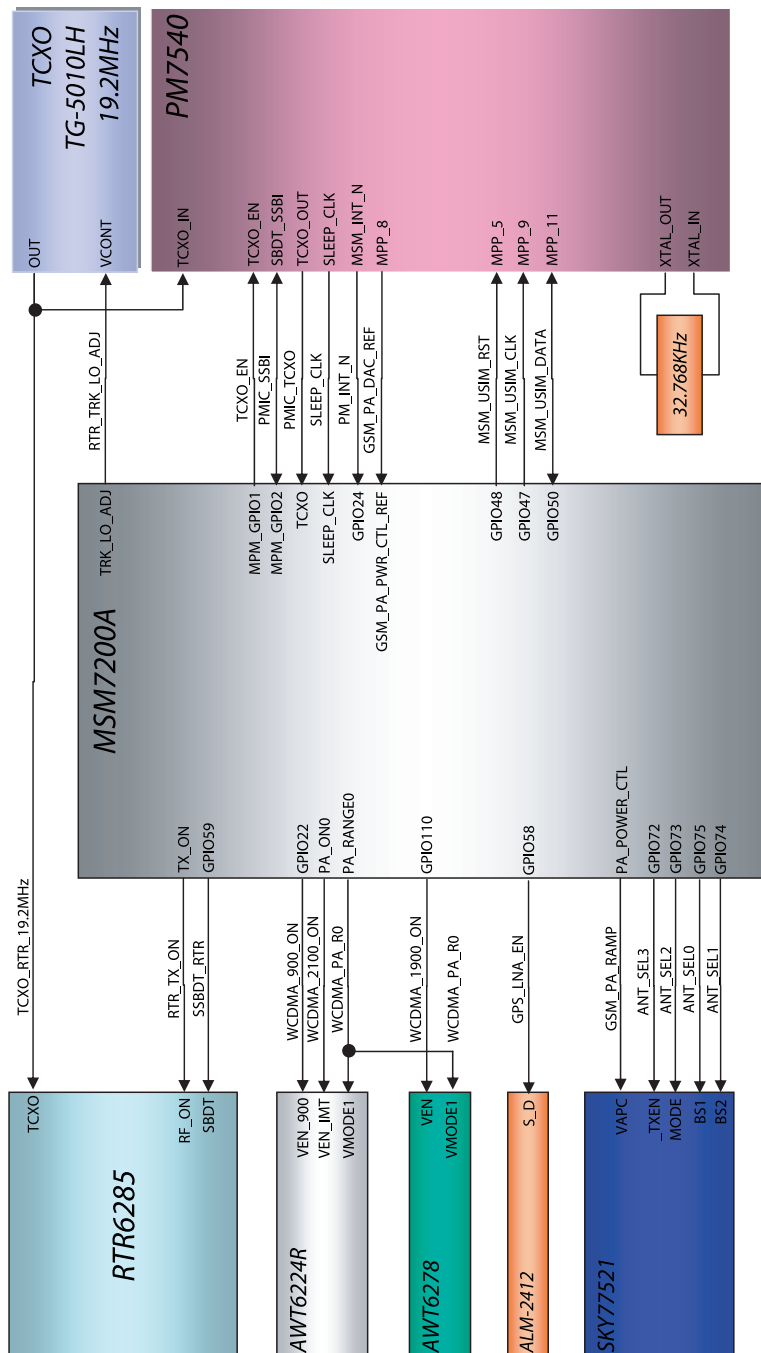 TCXO
TG-5010LH
19.2MHz
OUT
VCONT
PM7540
TCXO_IN
TCXO_EN
SBDT_SSBI
TCXO_OUT
SLEEP_CLK
MSM_INT_N
MPP_8
MPP_5
MPP_9
MPP_11
XTAL_OUT
XTAL_IN
32.768KHz
RTR_TRK_LO_ADJ
TCXO_EN
PMIC_SSBI
PMIC_TCXO
SLEEP_CLK
PM_INT_N
GSM_PA_DAC_REF
MSM_USIM_RST
MSM_USIM_CLK
MSM_USIM_DATA
MSM7200A
TRK_LO_ADJ
MPM_GPIO1
MPM_GPIO2
TCXO
SLEEP_CLK
GPIO24
GSM_PA_PWR_CTL_REF
GPIO48
GPIO47
GPIO50
TX_ON
GPIO59
GPIO22
PA_ON0
PA_RANGE0
GPIO110
GPIO58
PA_POWER_CTL
GPIO72
GPIO73
GPIO75
GPIO74
TCXO_RTR_19.2MHz
RTR_TX_ON
SSBDT_RTR
WCDMA_900_ON
WCDMA_2100_ON
WCDMA_PA_R0
WCDMA_1900_ON
WCDMA_PA_R0
GPS_LNA_EN
GSM_PA_RAMP
ANT_SEL3
ANT_SEL2
ANT_SEL0
ANT_SEL1
TCXO
RF_ON
SBDT
RTR6285
VEN_900
VEN_IMT
VMODE1
AWT6224R
VEN
VMODE1
AWT6278
S_D
ALM-2412
VAPC
_TXEN
MODE
BS1
BS2
SKY77521